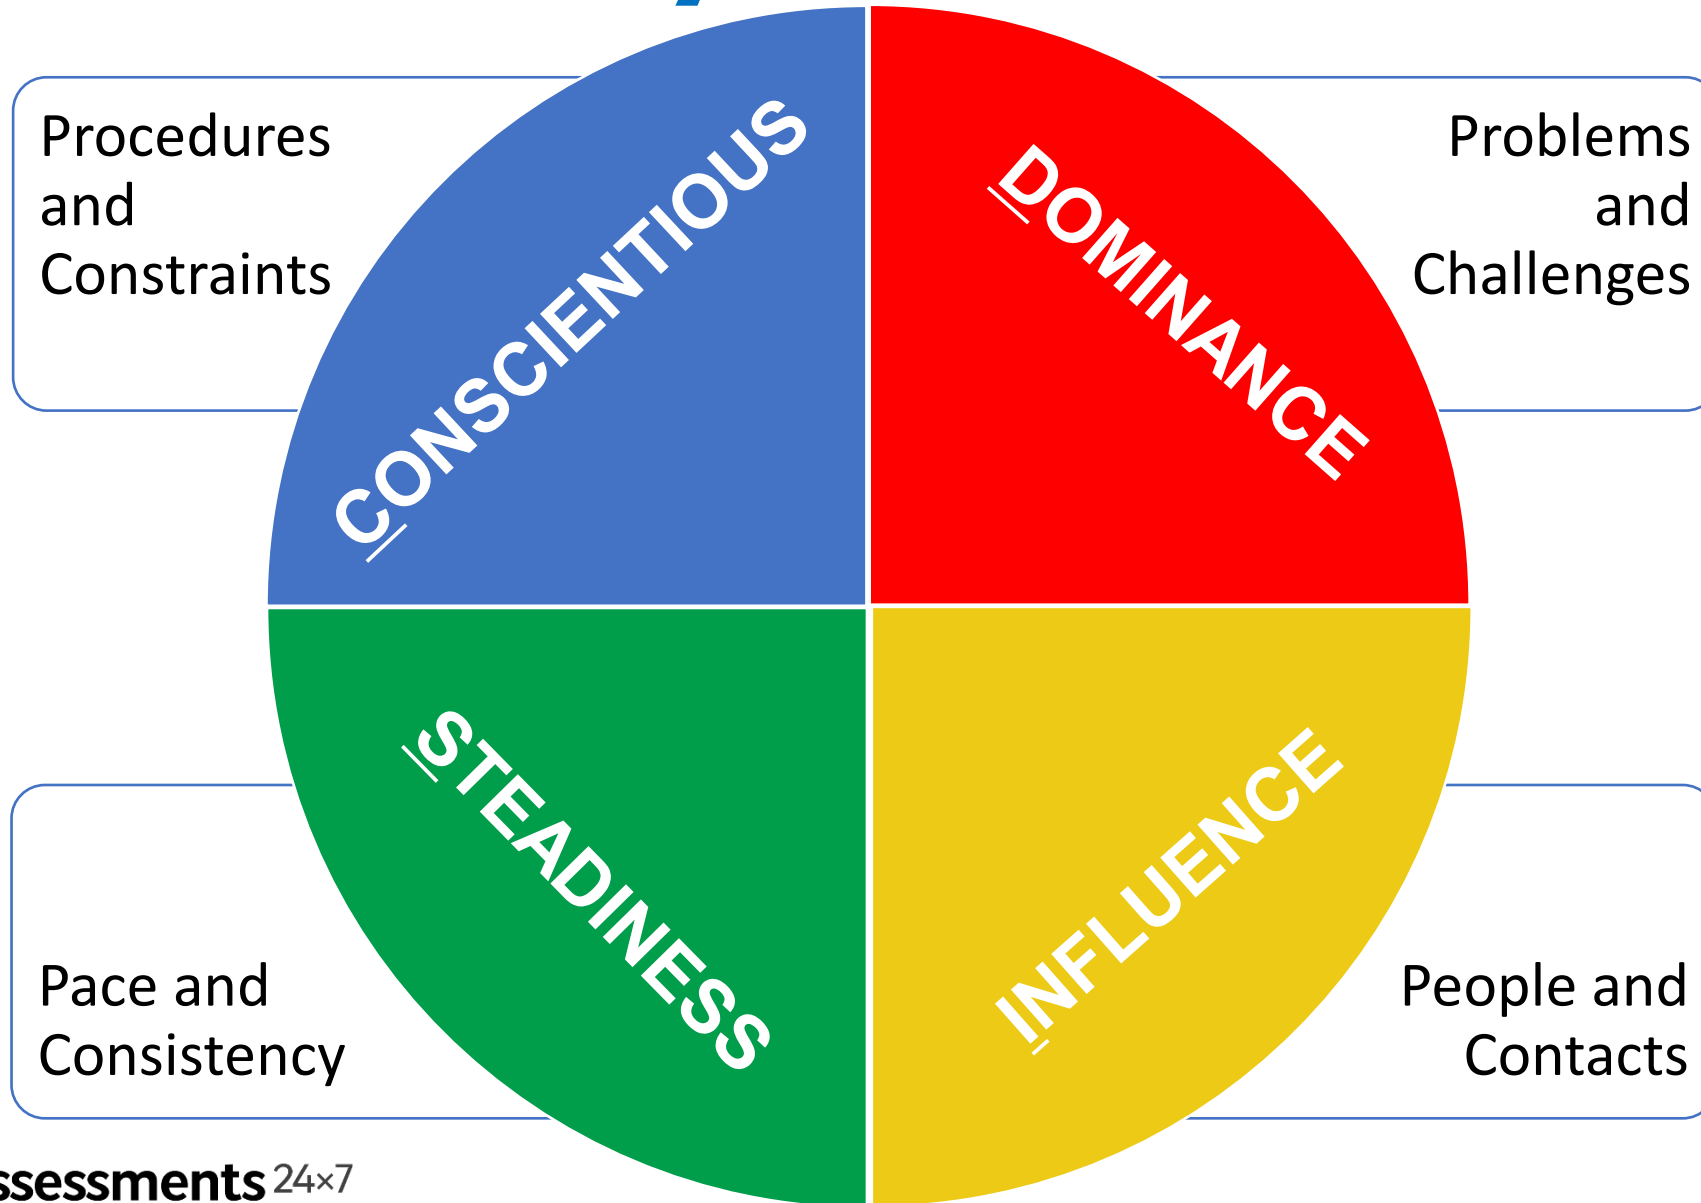 Procedures
and
Constraints
CONSCIENTIOUS
DOMINANCE
Problems
and
Challenges
Pace and
Consistency
STEADINESS
INFLUENCE
People and
Contacts
ssessments 24×7